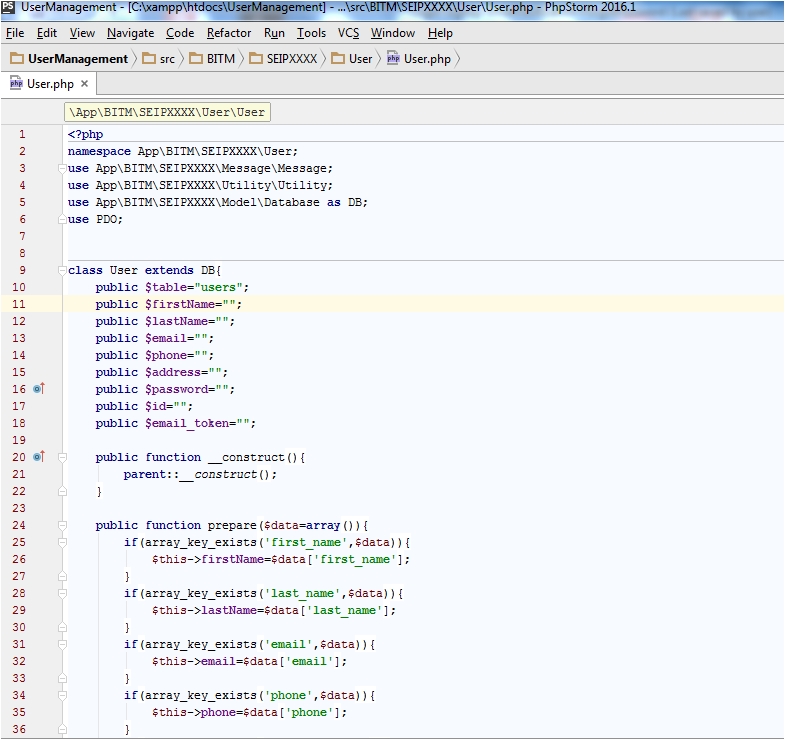 PS UserManagement - [C:\xampp\htdocs\UserManagement] - ...\src\BITM\SEIPXXXX\User\User.php - PhpStorm 2016.1
File Edit View Navigate Code Refactor Run Tools VCS Window Help
UserManagement src BITM SEIPXXXX User User.php
User.php ×
\App\BITM\SEIPXXXX\User\User
1 <?php
2 namespace App\BITM\SEIPXXXX\User;
3 use App\BITM\SEIPXXXX\Message\Message;
4 use App\BITM\SEIPXXXX\Utility\Utility;
5 use App\BITM\SEIPXXXX\Model\Database as DB;
6 use PDO;
7
8
9 class User extends DB{
10 public $table="users";
11 public $firstName="";
12 public $lastName="";
13 public $email="";
14 public $phone="";
15 public $address="";
16 public $password="";
17 public $id="";
18 public $email_token="";
19
20 public function __construct(){
21 parent::__construct();
22 }
23
24 public function prepare($data=array()){
25 if(array_key_exists('first_name',$data)){
26 $this->firstName=$data['first_name'];
27 }
28 if(array_key_exists('last_name',$data)){
29 $this->lastName=$data['last_name'];
30 }
31 if(array_key_exists('email',$data)){
32 $this->email=$data['email'];
33 }
34 if(array_key_exists('phone',$data)){
35 $this->phone=$data['phone'];
36 }